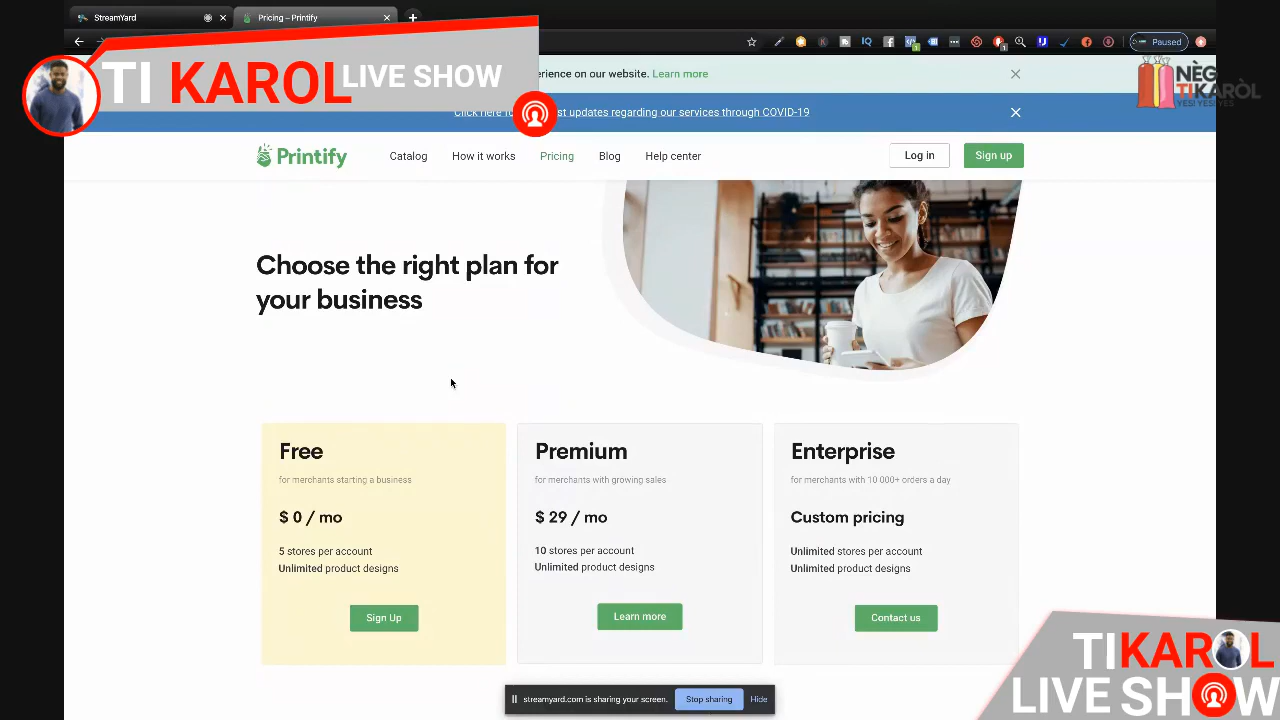 StreamYard
Pricing – Printify
Paused
TI KAROL LIVE SHOW
erience on our website. Learn more
NÈG
TIKARÒL
YES! YES! YES
Click here fo st updates regarding our services through COVID-19
Printify
Catalog
How it works
Pricing
Blog
Help center
Log in
Sign up
Choose the right plan for
your business
Free
for merchants starting a business
$ 0 / mo
5 stores per account
Unlimited product designs
Sign Up
Premium
for merchants with growing sales
$ 29 / mo
10 stores per account
Unlimited product designs
Learn more
Enterprise
for merchants with 10 000+ orders a day
Custom pricing
Unlimited stores per account
Unlimited product designs
Contact us
streamyard.com is sharing your screen.
Stop sharing
Hide
TI KAROL
LIVE SHOW